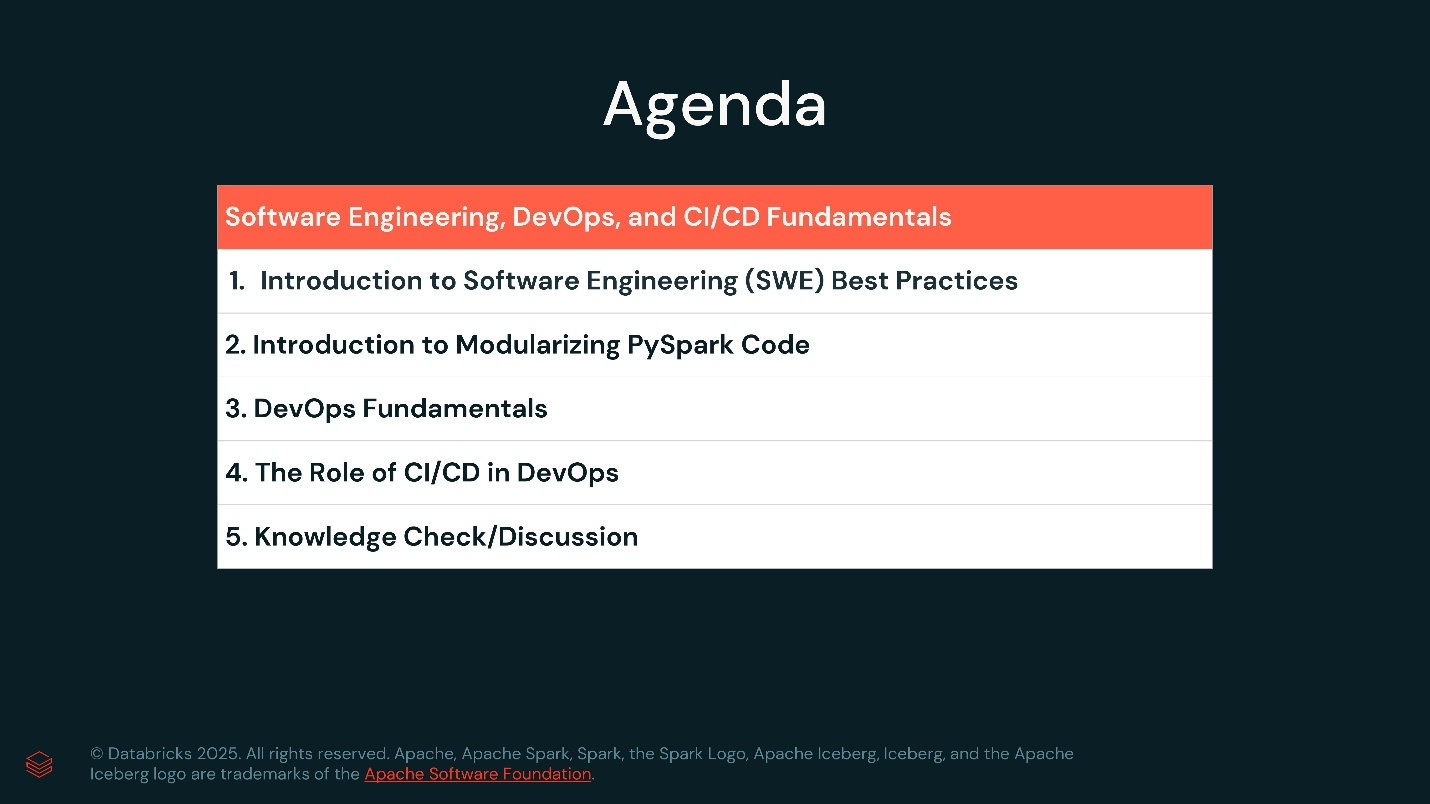 Agenda
Software Engineering, DevOps, and CI/CD Fundamentals
1. Introduction to Software Engineering (SWE) Best Practices
2. Introduction to Modularizing PySpark Code
3. DevOps Fundamentals
4. The Role of CI/CD in DevOps
5. Knowledge Check/Discussion
© Databricks 2025. All rights reserved. Apache, Apache Spark, Spark, the Spark Logo, Apache Iceberg, Iceberg, and the Apache
Iceberg logo are trademarks of the Apache Software Foundation.